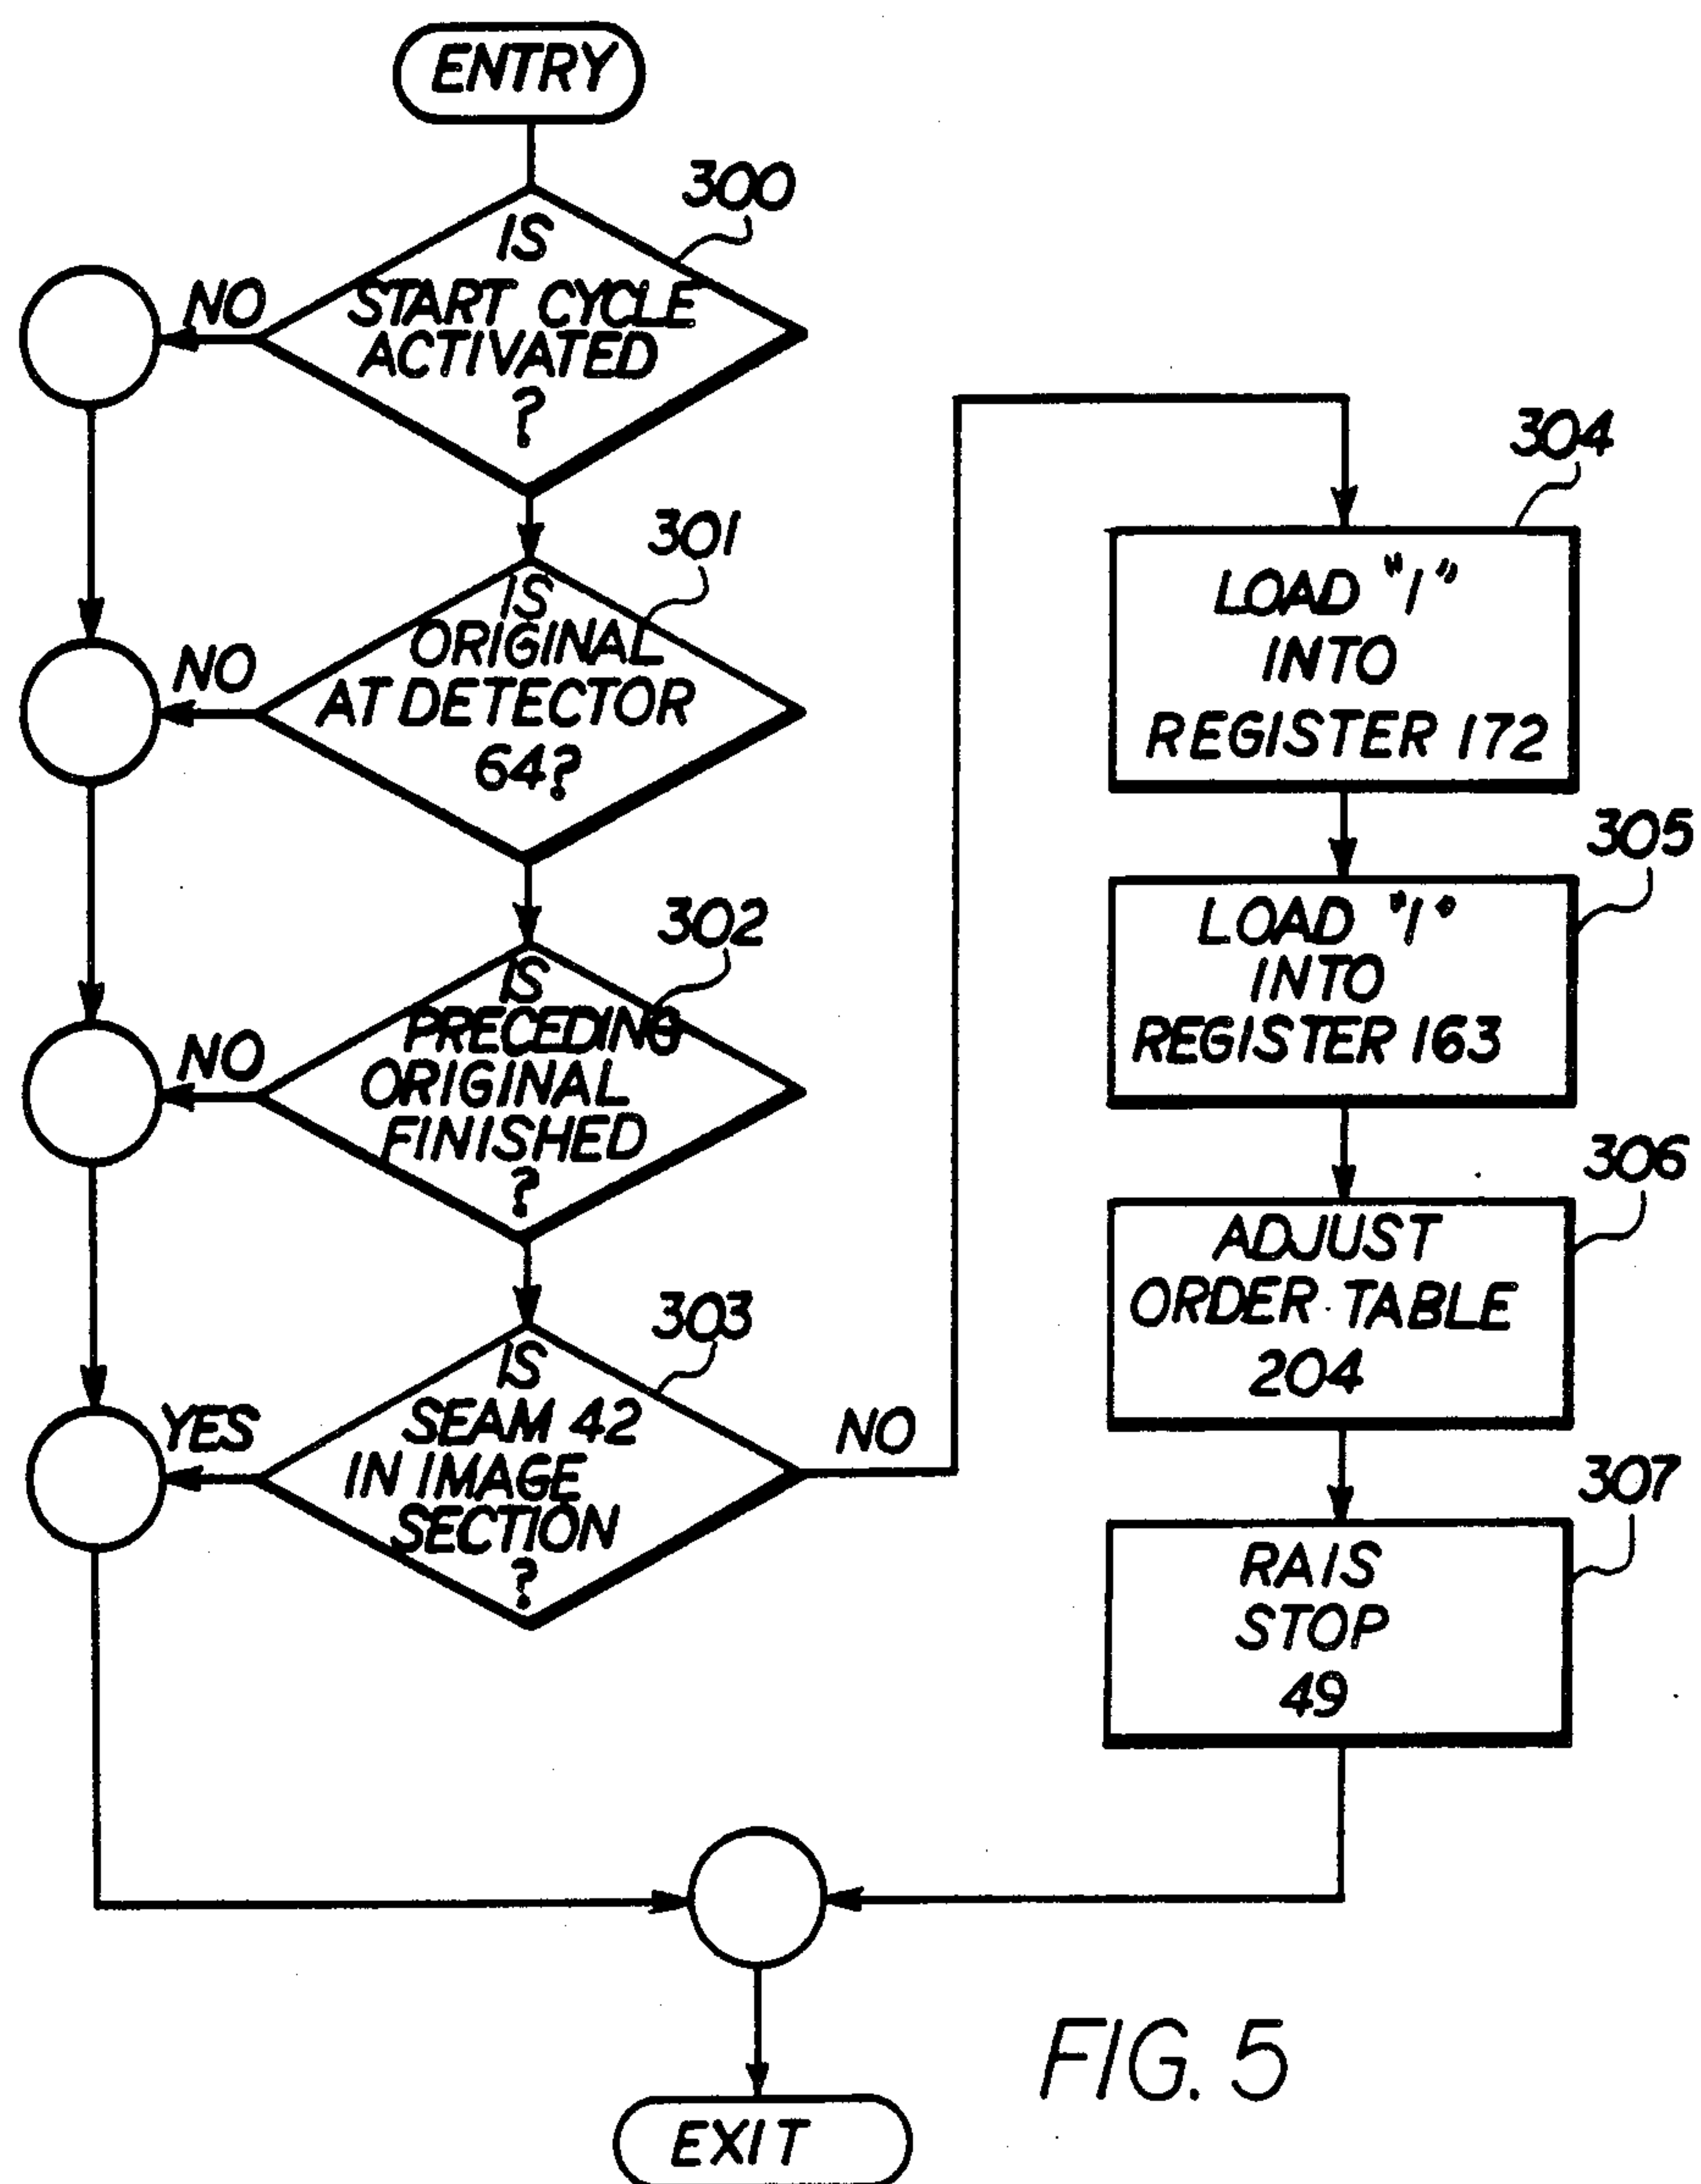 ENTRY
300
IS
START CYCLE
ACTIVATED
?
NO
301
IS
ORIGINAL
AT DETECTOR
64?
NO
302
IS
PRECEDING
ORIGINAL
FINISHED
?
NO
303
IS
SEAM 42
IN IMAGE
SECTION
?
YES
NO
304
LOAD "1"
INTO
REGISTER 172
305
LOAD "1"
INTO
REGISTER 163
306
ADJUST
ORDER TABLE
204
307
RAIS
STOP
49
EXIT
FIG. 5